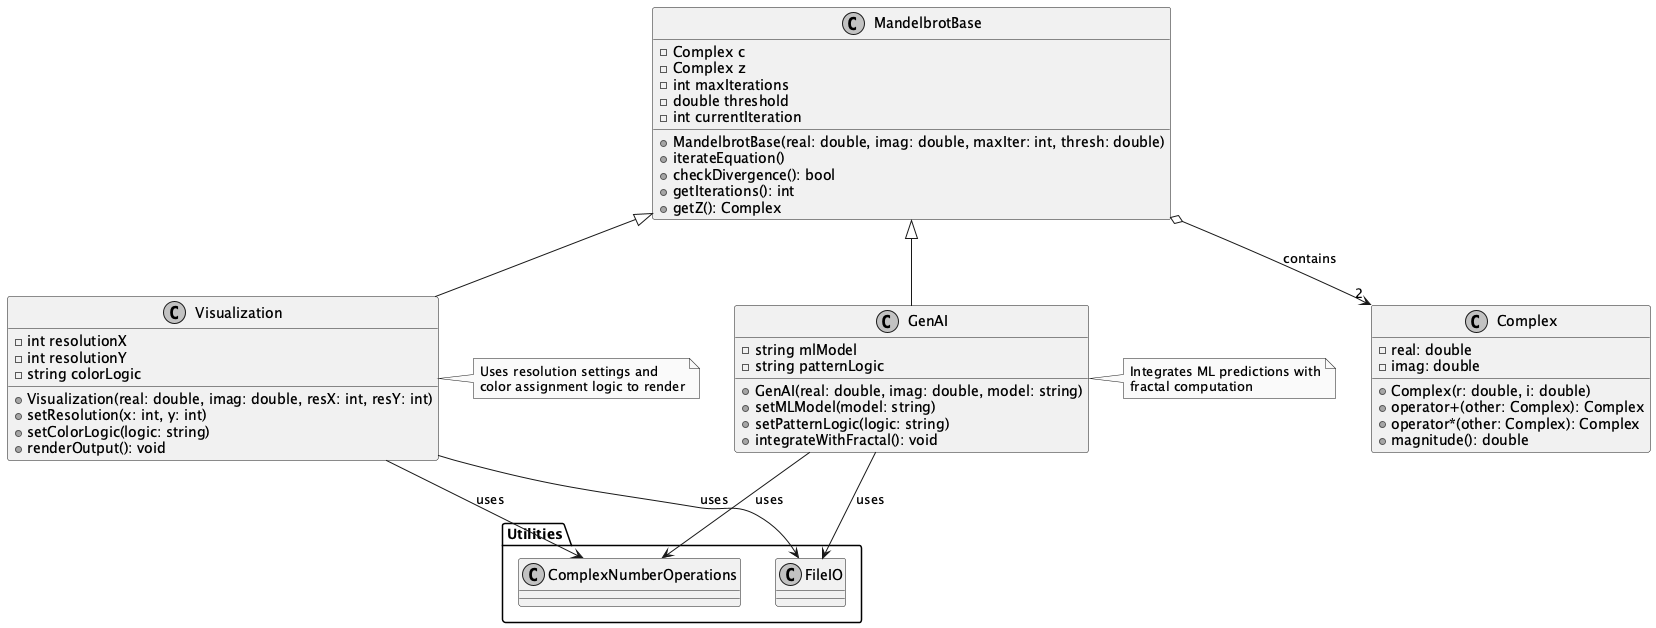 C MandelbrotBase
Complex c
Complex z
int maxIterations
double threshold
int currentIteration
MandelbrotBase(real: double, imag: double, maxIter: int, thresh: double)
iterateEquation()
checkDivergence(): bool
getIterations(): int
getZ(): Complex
contains
2
C Visualization
int resolutionX
int resolutionY
string colorLogic
Visualization(real: double, imag: double, resX: int, resY: int)
setResolution(x: int, y: int)
setColorLogic(logic: string)
renderOutput(): void
Uses resolution settings and
color assignment logic to render
C GenAI
string mlModel
string patternLogic
GenAI(real: double, imag: double, model: string)
setMLModel(model: string)
setPatternLogic(logic: string)
integrateWithFractal(): void
Integrates ML predictions with
fractal computation
C Complex
real: double
imag: double
Complex(r: double, i: double)
operator+(other: Complex): Complex
operator*(other: Complex): Complex
magnitude(): double
uses
uses
uses
uses
Utilities
C ComplexNumberOperations
C FileIO